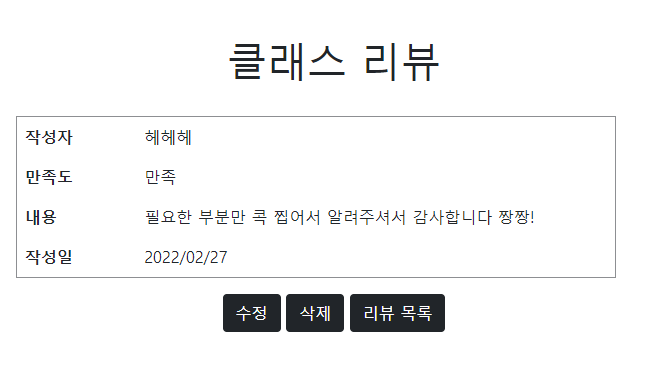 클래스 리뷰
작성자 헤헤헤
만족도 만족
내용 필요한 부분만 콕 찝어서 알려주셔서 감사합니다 짱짱!
작성일 2022/02/27
수정 삭제 리뷰 목록